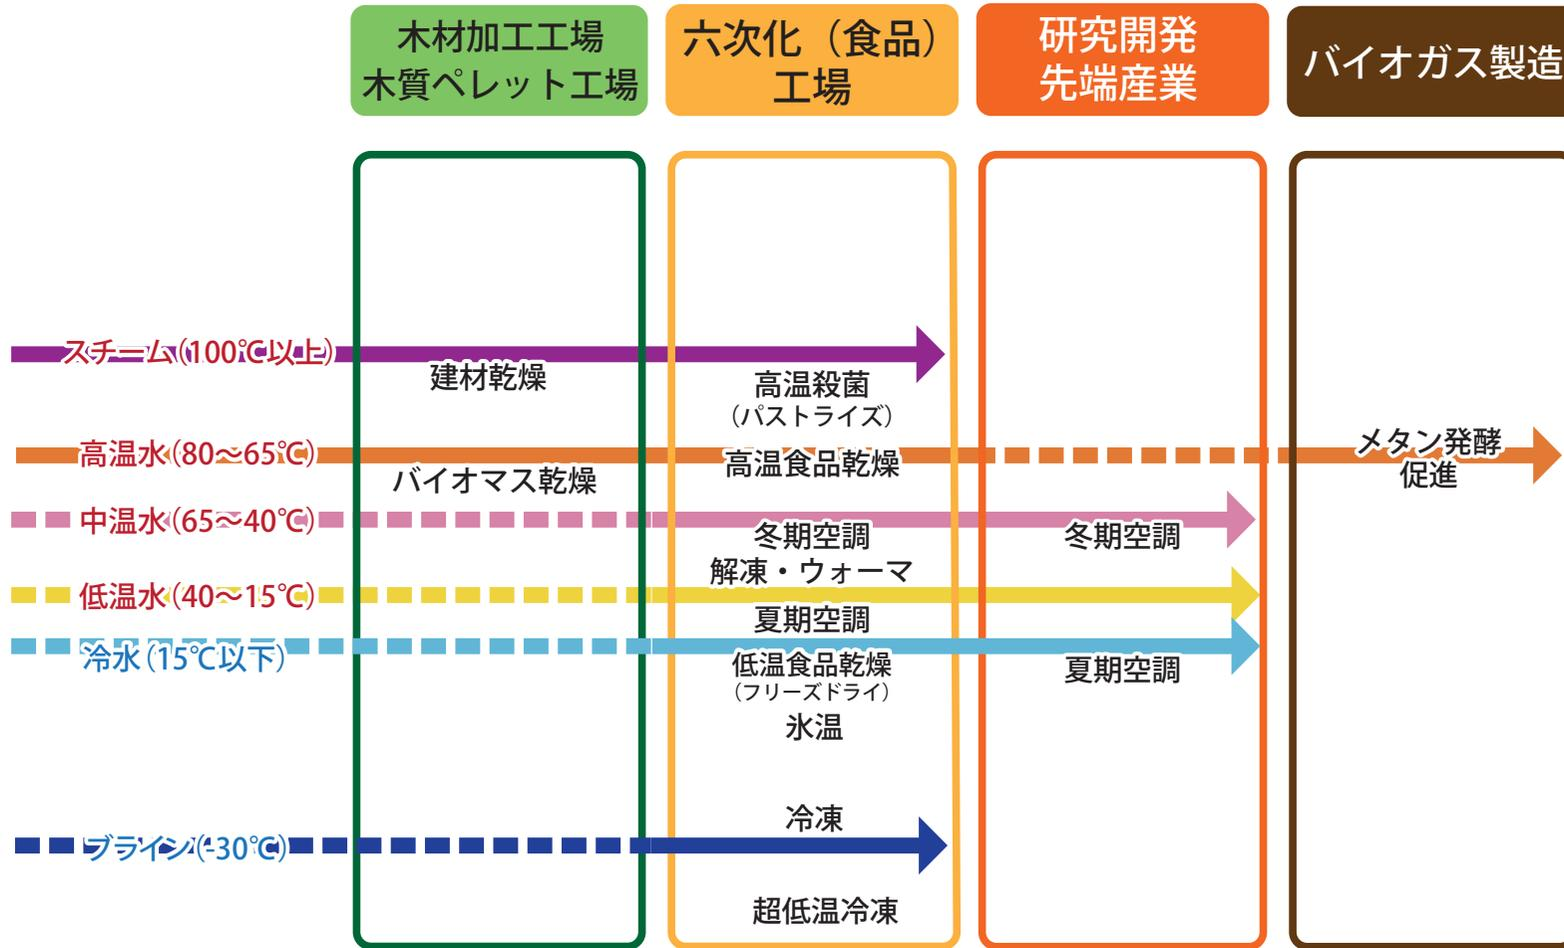 木材加工工場
木質ペレット工場
六次化（食品）
工場
研究開発
先端産業
バイオガス製造
スチーム（100℃以上）
建材乾燥
高温殺菌
（パストライズ）
高温水（80～65℃）
バイオマス乾燥
高温食品乾燥
メタン発酵
促進
中温水（65～40℃）
冬期空調
冬期空調
解凍・ウォーマ
低温水（40～15℃）
夏期空調
冷水（15℃以下）
低温食品乾燥
（フリーズドライ）
夏期空調
氷温
冷凍
ブライン（-30℃）
超低温冷凍